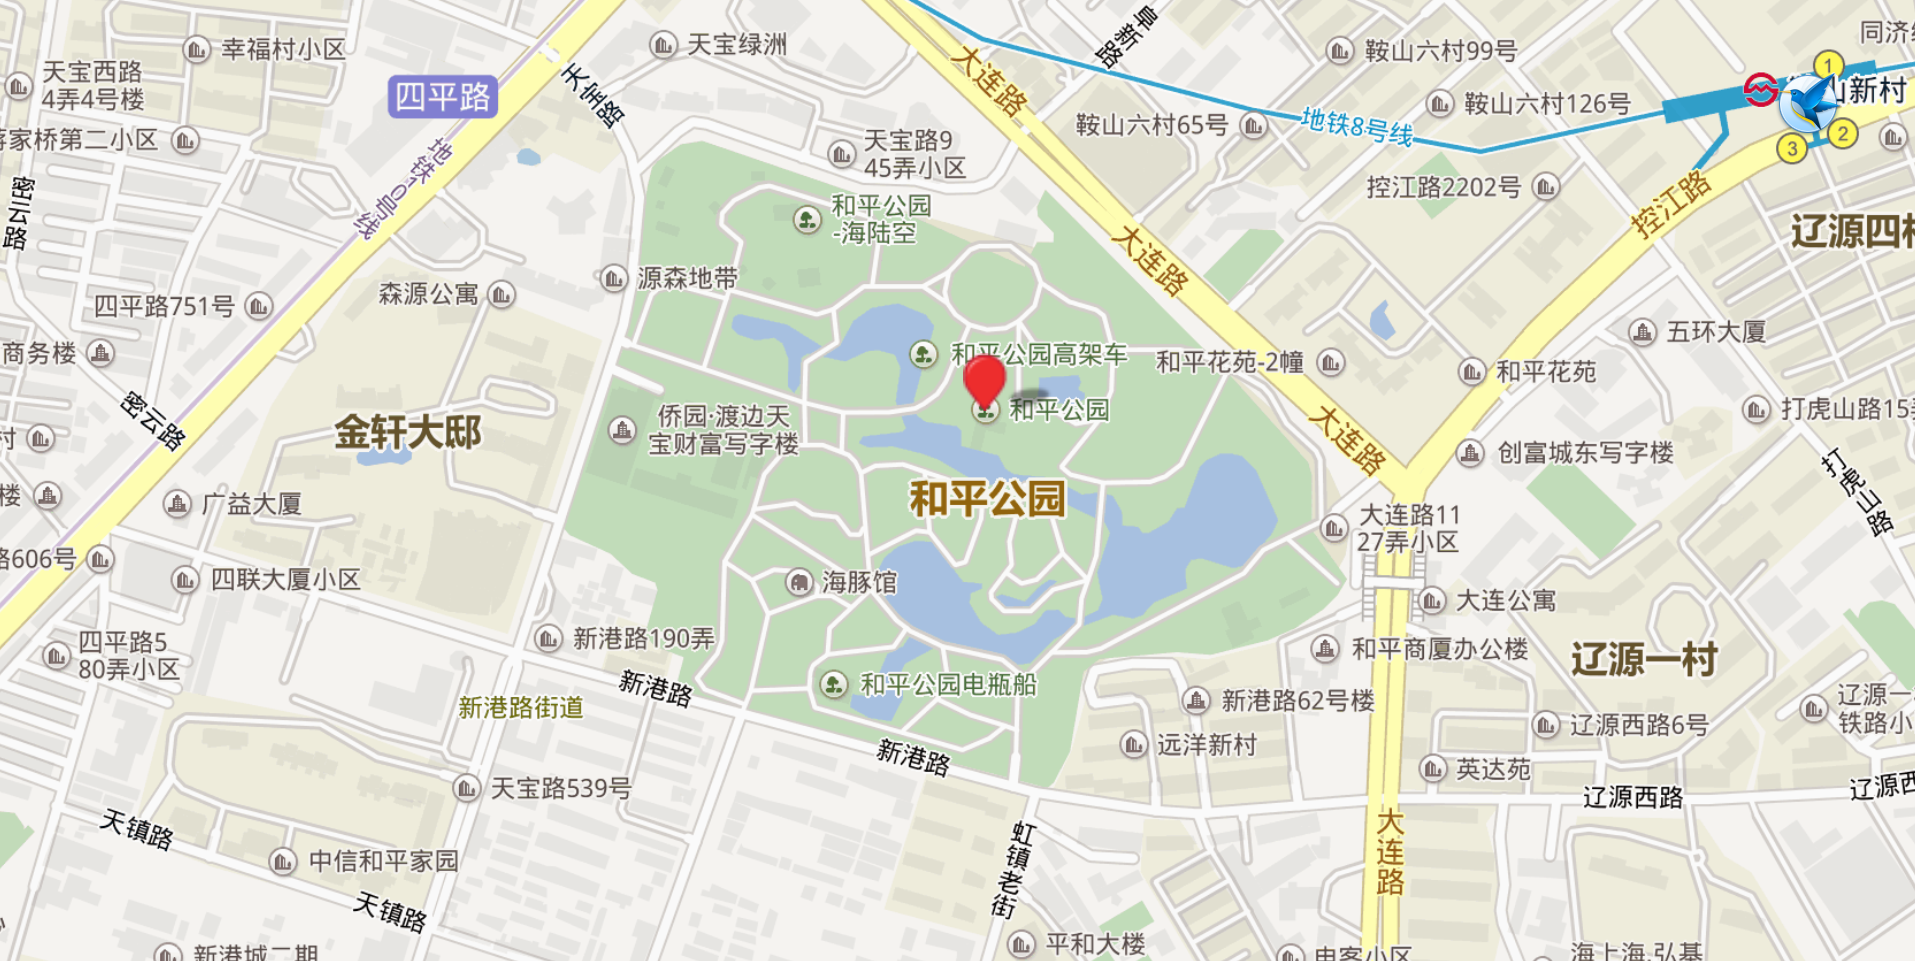 幸福村小区
天宝绿洲
阜新路
鞍山六村99号
天宝西路
4弄4号楼
四平路
天宝路
大连路
鞍山六村126号
1
山新村
2
3
地铁8号线
鞍山六村65号
蒋家桥第二小区
地铁10号线
天宝路9
45弄小区
控江路2202号
密云路
和平公园
-海陆空
控江路
大连路
源森地带
森源公寓
四平路751号
商务楼
和平公园高架车
和平花苑-2幢
和平花苑
五环大厦
和平公园
打虎山路15
密云路
金轩大邸
侨园·渡边天
宝财富写字楼
大连路
创富城东写字楼
村
楼
广益大厦
和平公园
打虎山路
大连路11
27弄小区
路606号
四联大厦小区
海豚馆
大连公寓
四平路5
80弄小区
新港路190弄
和平商厦办公楼
辽源一村
新港路
和平公园电瓶船
新港路62号楼
新港路街道
辽源西路6号
铁路小
远洋新村
新港路
英达苑
天宝路539号
辽源西路
辽源西
天镇路
虹镇老街
大连路
中信和平家园
天镇路
平和大楼
新港城二期
海上海.弘基